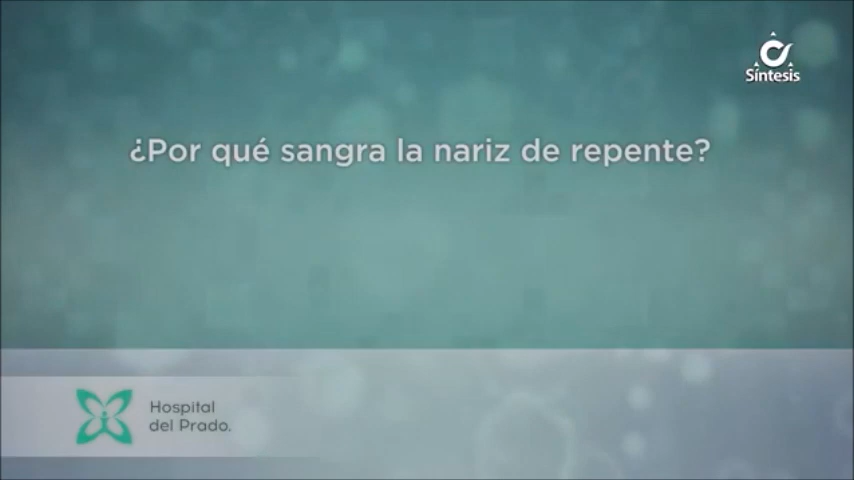 Síntesis
¿Por qué sangra la nariz de repente?
Hospital
del Prado.